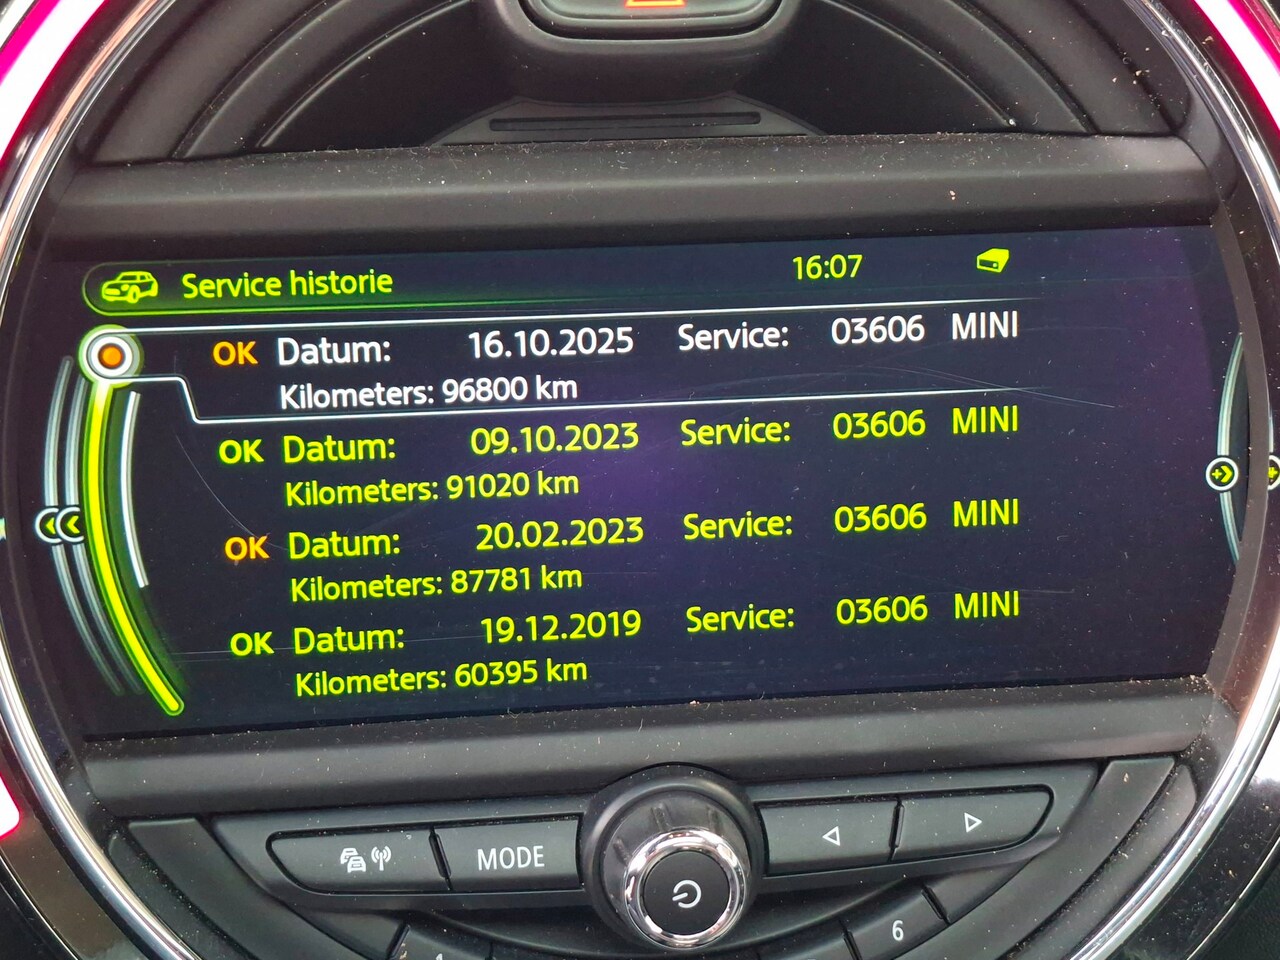 Service historie 16:07
OK Datum: 16.10.2025 Service: 03606 MINI
Kilometers: 96800 km
OK Datum: 09.10.2023 Service: 03606 MINI
Kilometers: 91020 km
OK Datum: 20.02.2023 Service: 03606 MINI
Kilometers: 87781 km
OK Datum: 19.12.2019 Service: 03606 MINI
Kilometers: 60395 km
MODE
6